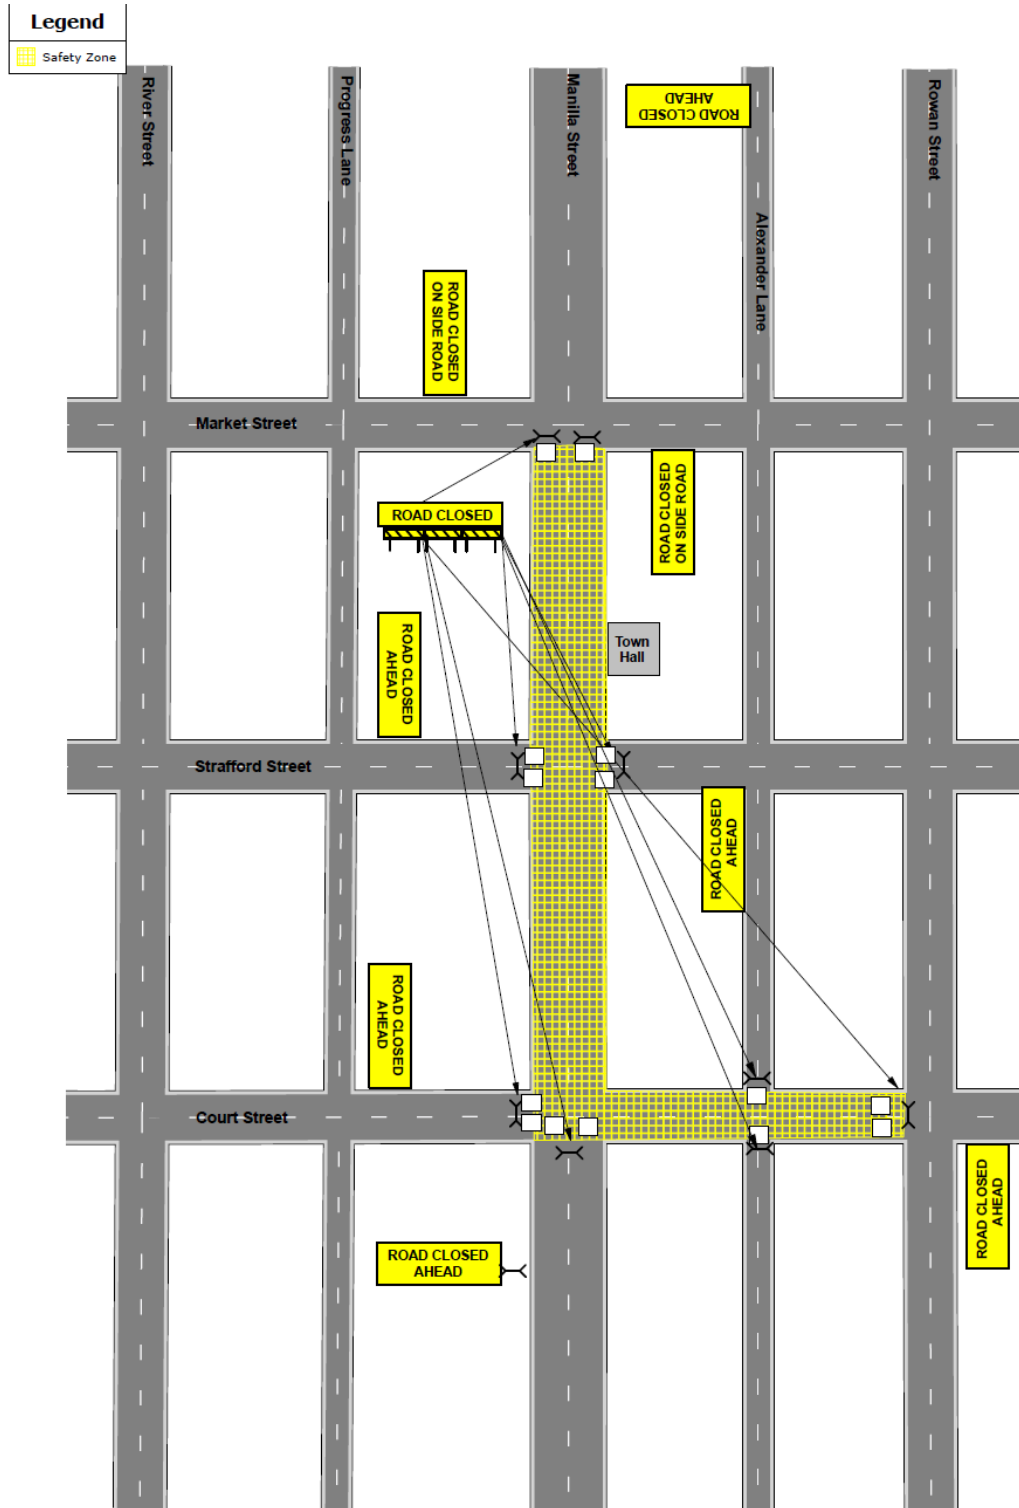 Legend
Safety Zone
River Street
Progress Lane
Manilla Street
ROAD CLOSED
AHEAD
Alexander Lane
Rowan Street
ROAD CLOSED
ON SIDE ROAD
Market Street
ROAD CLOSED
ON SIDE ROAD
ROAD CLOSED
ROAD CLOSED
AHEAD
Town
Hall
Strafford Street
ROAD CLOSED
AHEAD
ROAD CLOSED
AHEAD
Court Street
ROAD CLOSED
AHEAD
ROAD CLOSED
AHEAD